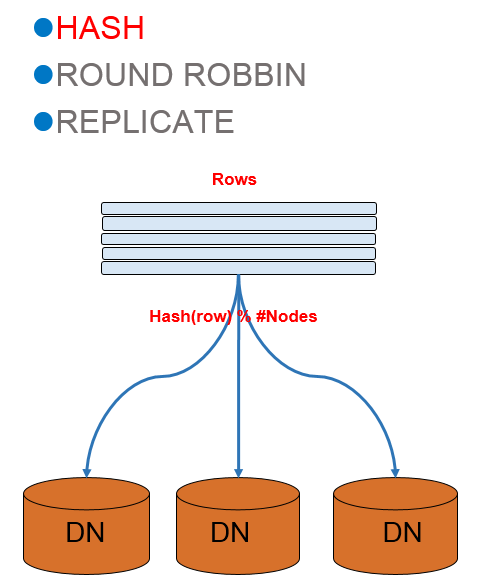 HASH
ROUND ROBBIN
REPLICATE
Rows
Hash(row) % #Nodes
DN
DN
DN